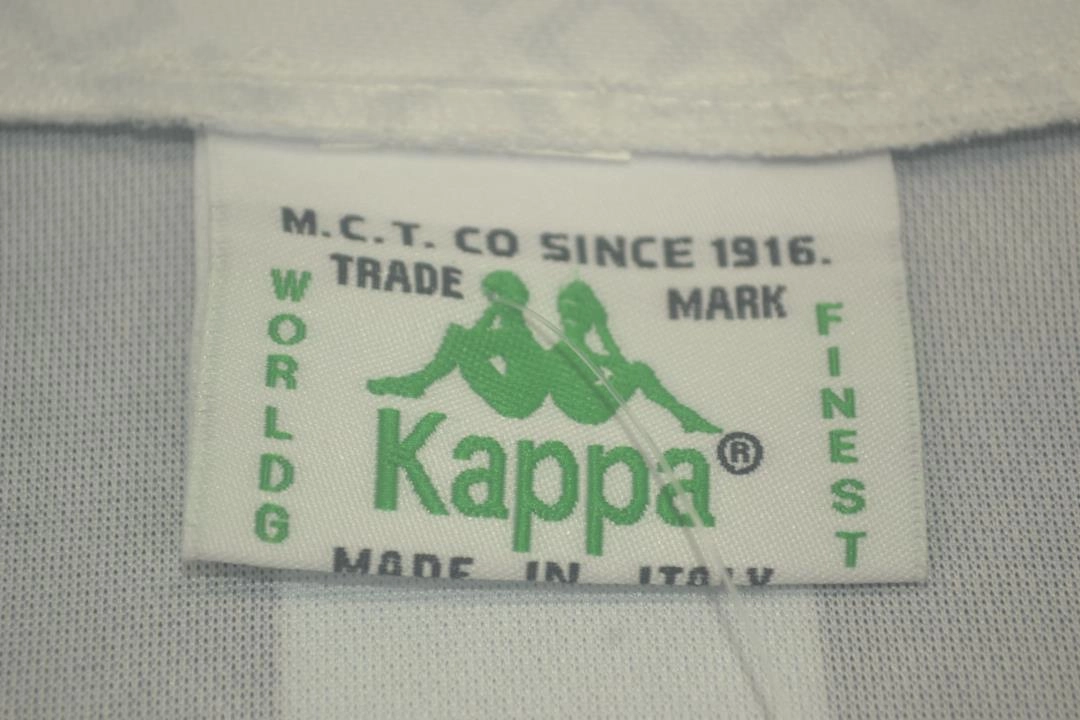 M.C.T. CO SINCE 1916.
TRADE MARK
WORLDG
FINEST
Kappa®
MADE IN ITALY